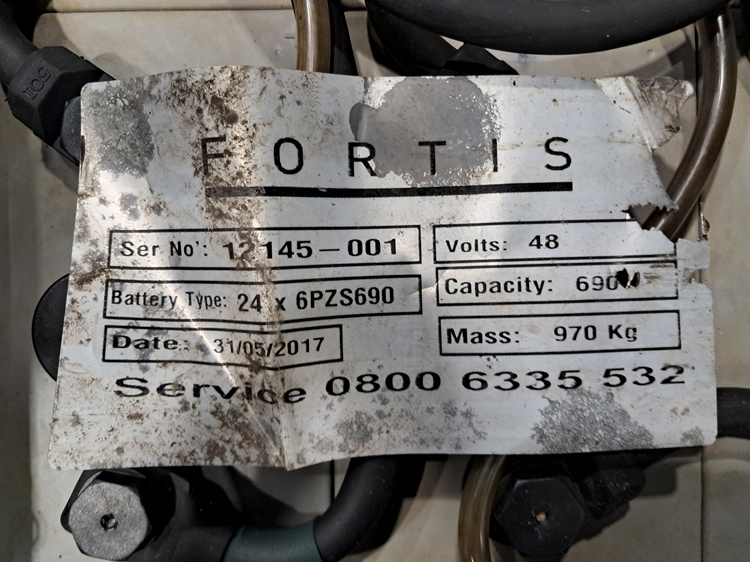 FORTIS
Ser No': 12145-001
Volts: 48
Battery Type: 24 x 6PZS690
Capacity: 690
Date: 31/05/2017
Mass: 970 Kg
Service 0800 6335 532